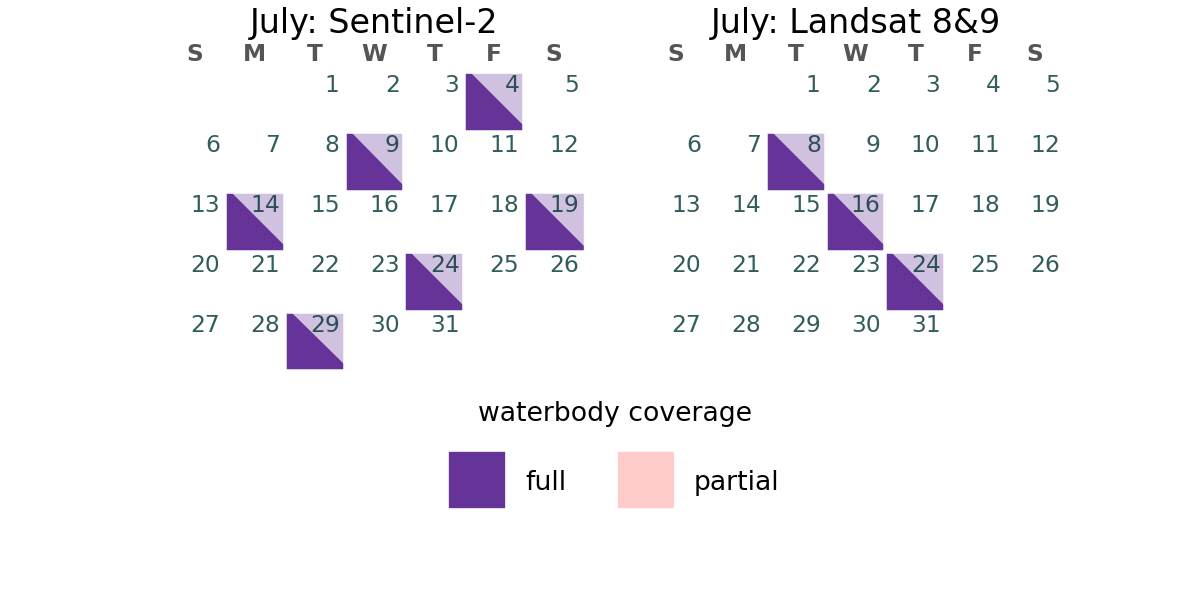 July: Sentinel-2
S M T W T F S
1 2 3 4 5
6 7 8 9 10 11 12
13 14 15 16 17 18 19
20 21 22 23 24 25 26
27 28 29 30 31
July: Landsat 8&9
S M T W T F S
1 2 3 4 5
6 7 8 9 10 11 12
13 14 15 16 17 18 19
20 21 22 23 24 25 26
27 28 29 30 31
waterbody coverage
full
partial